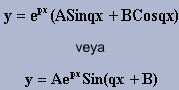 y = e^px (ASinqx + BCosqx)
veya
y = Ae^px Sin(qx + B)